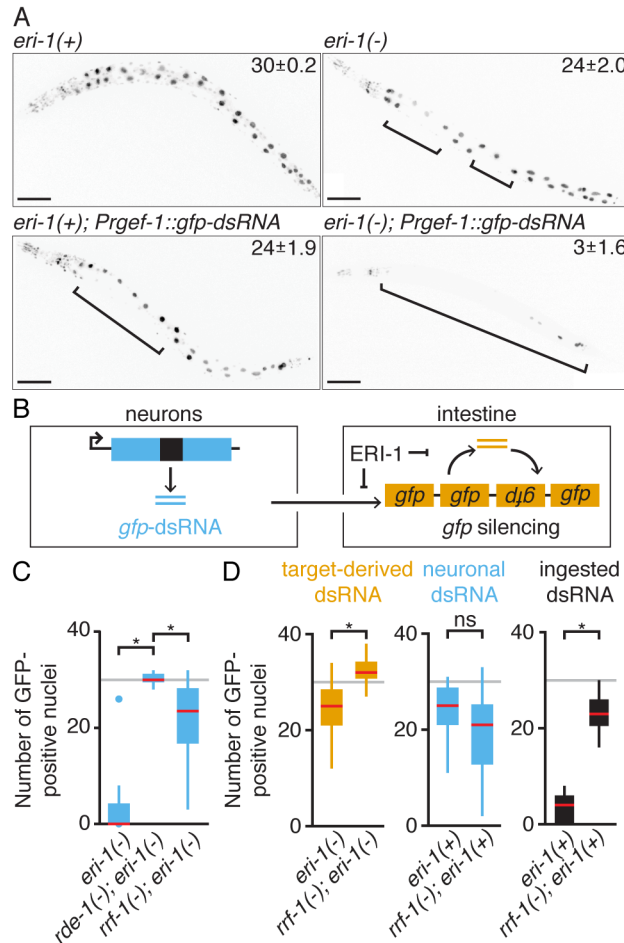 A
eri-1(+)
30±0.2
eri-1(-)
24±2.0
eri-1(+); Prgef-1::gfp-dsRNA
24±1.9
eri-1(-); Prgef-1::gfp-dsRNA
3±1.6
B
neurons
intestine
gfp-dsRNA
ERI-1
gfp gfp gfp gfp
gfp silencing
C
Number of GFP-
positive nuclei
30
20
10
0
*
*
eri-1(-)
rde-1(-); eri-1(-)
rrf-1(-); eri-1(-)
D
target-derived
dsRNA
neuronal
dsRNA
ingested
dsRNA
Number of GFP-
positive nuclei
40
20
0
*
eri-1(-)
rrf-1(-); eri-1(-)
40
20
0
ns
eri-1(+)
rrf-1(-); eri-1(+)
40
20
0
*
eri-1(+)
rrf-1(-); eri-1(+)